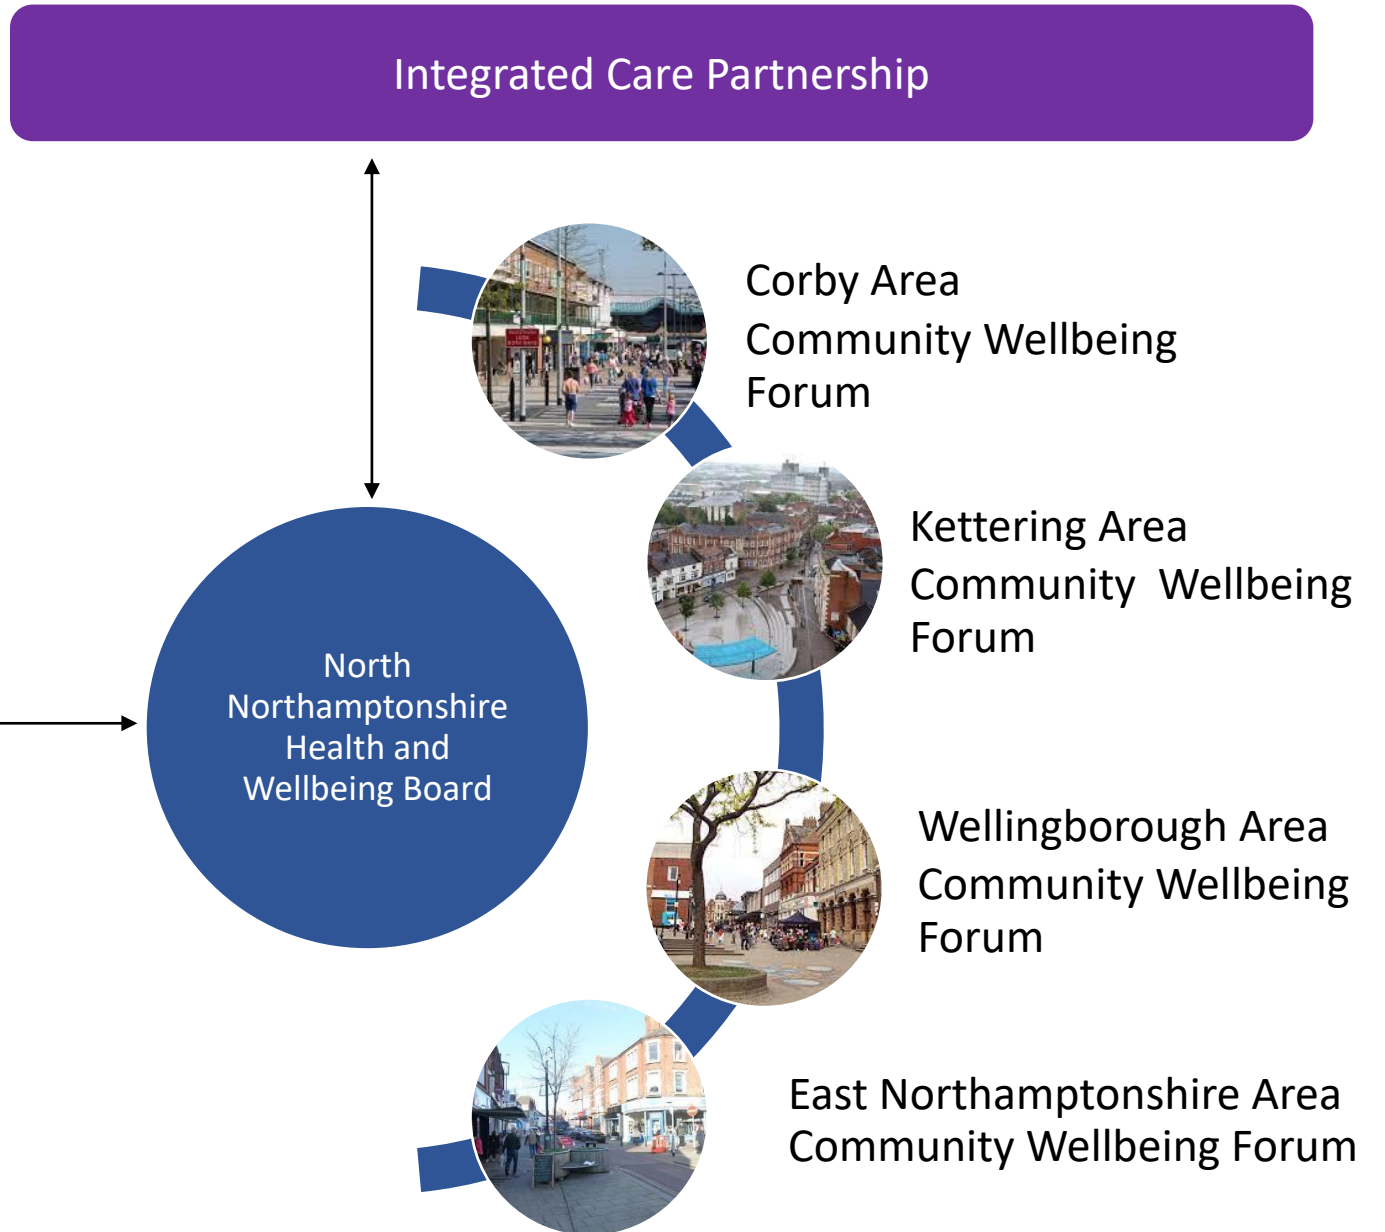 Integrated Care Partnership
Corby Area
Community Wellbeing
Forum
Kettering Area
Community  Wellbeing
Forum
North
Northamptonshire
Health and
Wellbeing Board
Wellingborough Area
Community Wellbeing
Forum
East Northamptonshire Area
Community Wellbeing Forum